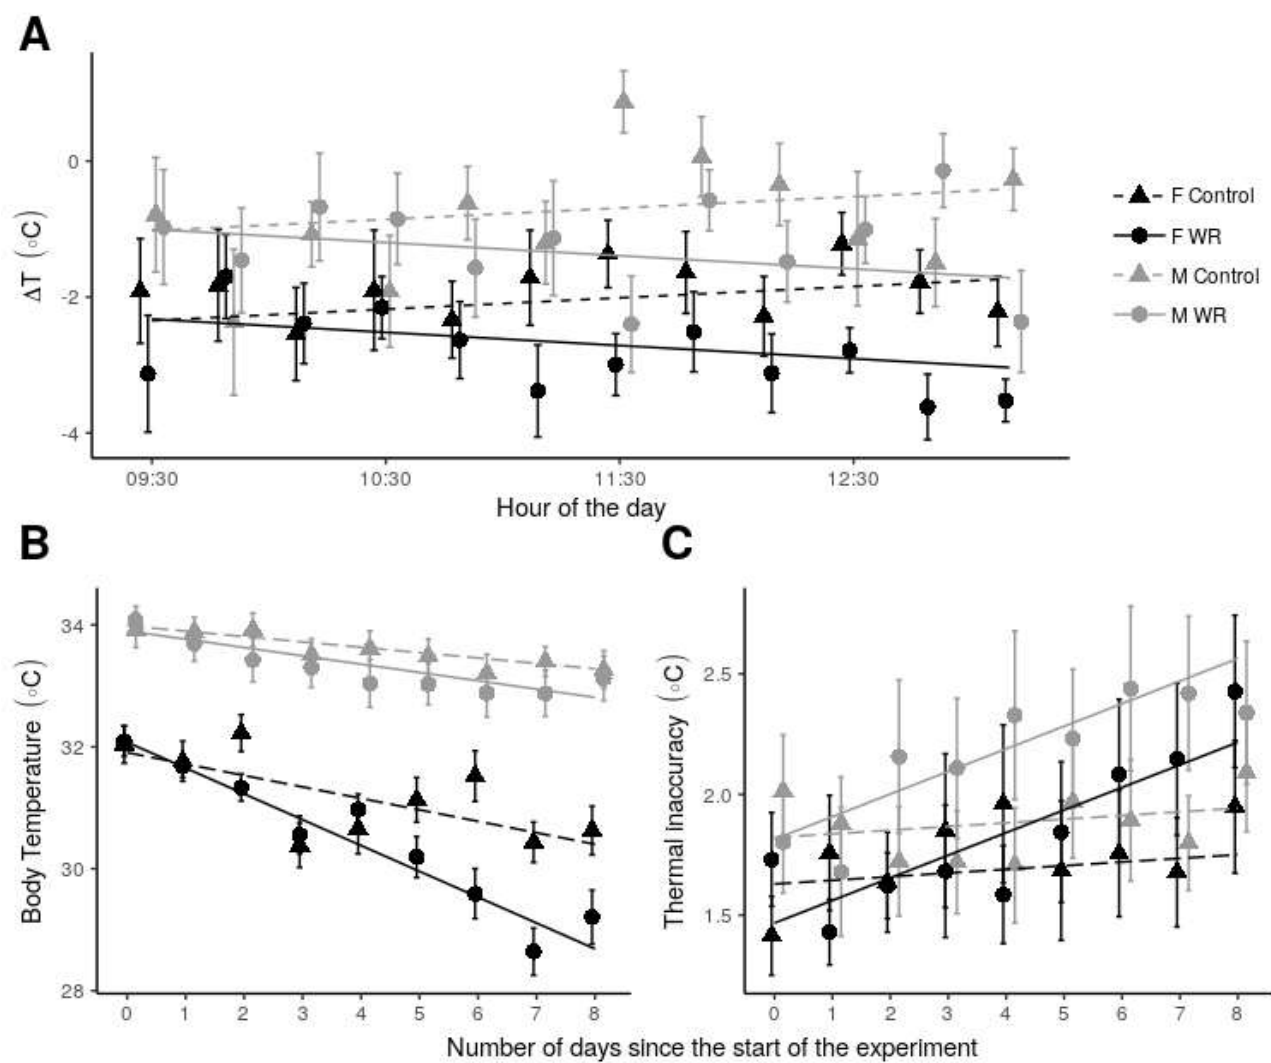 A
ΔT (°C)
0
-2
-4
09:30 10:30 11:30 12:30
Hour of the day
F Control
F WR
M Control
M WR
B
Body Temperature (°C)
34
32
30
28
0 1 2 3 4 5 6 7 8
C
Thermal inaccuracy (°C)
2.5
2.0
1.5
0 1 2 3 4 5 6 7 8
Number of days since the start of the experiment